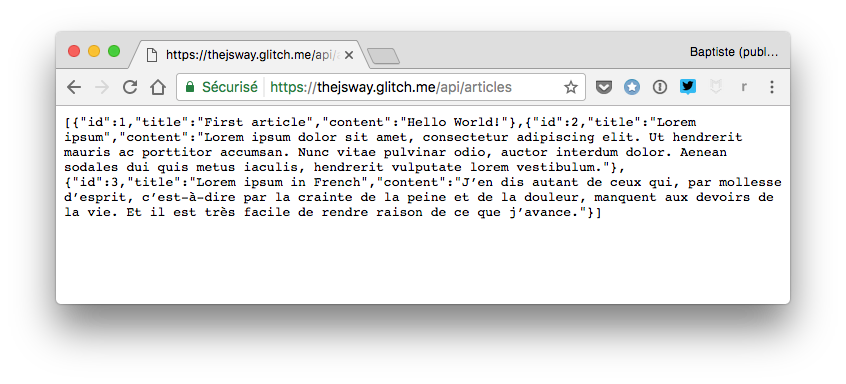 Baptiste (publ...
https://thejsway.glitch.me/api/a
Sécurisé https://thejsway.glitch.me/api/articles
[{"id":1,"title":"First article","content":"Hello World!"},{"id":2,"title":"Lorem
ipsum","content":"Lorem ipsum dolor sit amet, consectetur adipiscing elit. Ut hendrerit
mauris ac porttitor accumsan. Nunc vitae pulvinar odio, auctor interdum dolor. Aenean
sodales dui quis metus iaculis, hendrerit vulputate lorem vestibulum."},
{"id":3,"title":"Lorem ipsum in French","content":"J’en dis autant de ceux qui, par mollesse
d’esprit, c’est-à-dire par la crainte de la peine et de la douleur, manquent aux devoirs de
la vie. Et il est très facile de rendre raison de ce que j’avance."}]